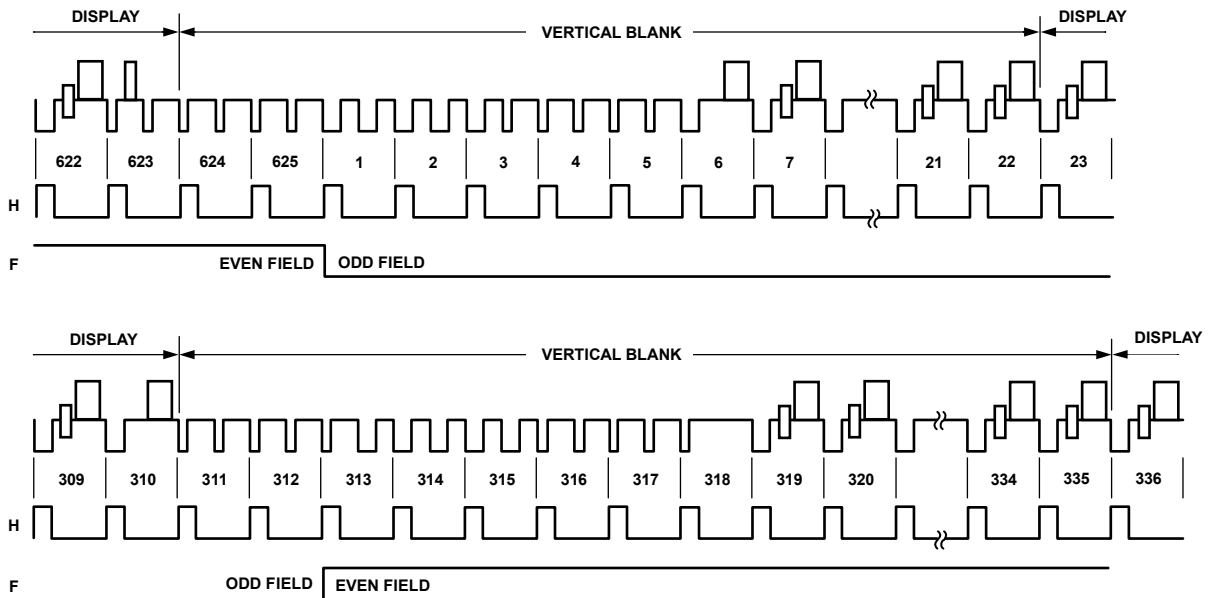 DISPLAY VERTICAL BLANK DISPLAY
622 623 624 625 1 2 3 4 5 6 7 21 22 23
H
F EVEN FIELD ODD FIELD
DISPLAY VERTICAL BLANK DISPLAY
309 310 311 312 313 314 315 316 317 318 319 320 334 335 336
H
F ODD FIELD EVEN FIELD